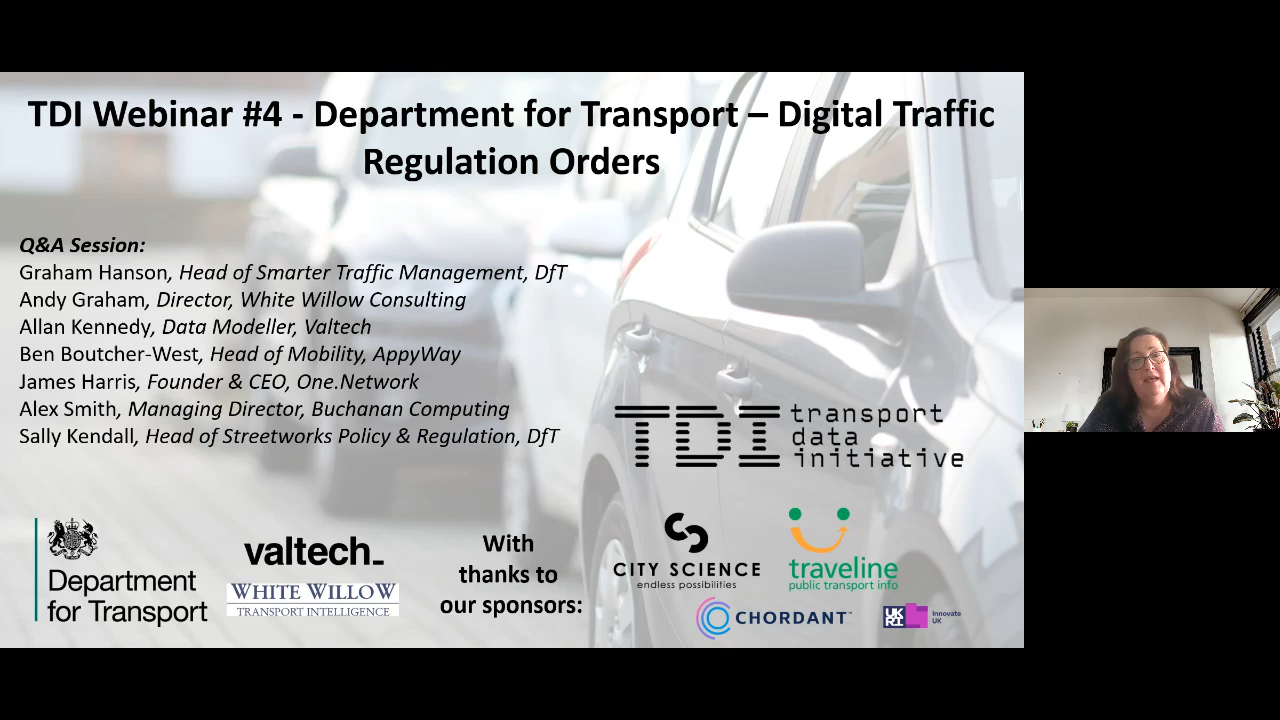 TDI Webinar #4 - Department for Transport – Digital Traffic
Regulation Orders
Q&A Session:
Graham Hanson, Head of Smarter Traffic Management, DfT
Andy Graham, Director, White Willow Consulting
Allan Kennedy, Data Modeller, Valtech
Ben Boutcher-West, Head of Mobility, AppyWay
James Harris, Founder & CEO, One.Network
Alex Smith, Managing Director, Buchanan Computing
Sally Kendall, Head of Streetworks Policy & Regulation, DfT
TDI
transport
data
initiative
Department
for Transport
valtech_
WHITE WILLOW
TRANSPORT INTELLIGENCE
With
thanks to
our sponsors:
CITY SCIENCE
endless possibilities
traveline
public transport info
CHORDANT
UK
RI
Innovate
UK